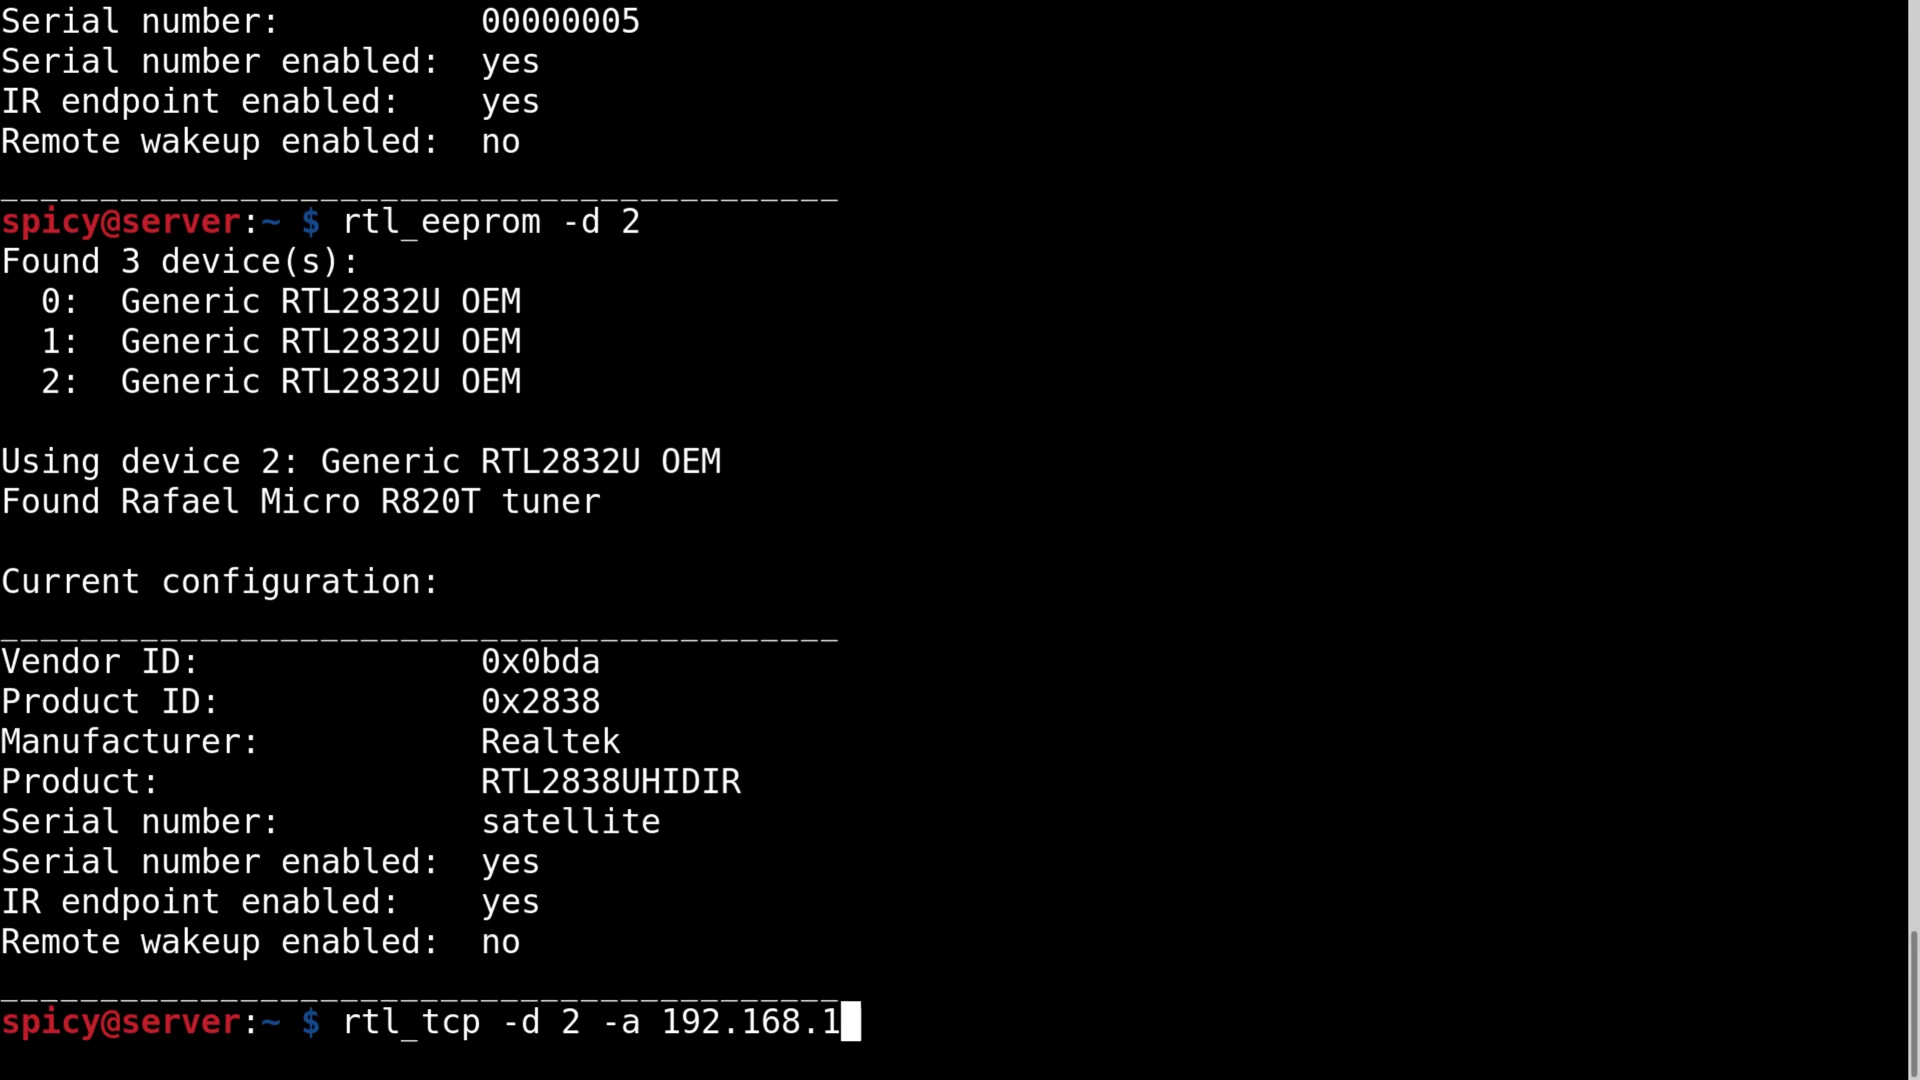 Serial number:          00000005
Serial number enabled:  yes
IR endpoint enabled:    yes
Remote wakeup enabled:  no
__________________________________________
spicy@server:~ $ rtl_eeprom -d 2
Found 3 device(s):
  0:  Generic RTL2832U OEM
  1:  Generic RTL2832U OEM
  2:  Generic RTL2832U OEM

Using device 2: Generic RTL2832U OEM
Found Rafael Micro R820T tuner

Current configuration:
__________________________________________
Vendor ID:              0x0bda
Product ID:             0x2838
Manufacturer:           Realtek
Product:                RTL2838UHIDIR
Serial number:          satellite
Serial number enabled:  yes
IR endpoint enabled:    yes
Remote wakeup enabled:  no
__________________________________________
spicy@server:~ $ rtl_tcp -d 2 -a 192.168.1